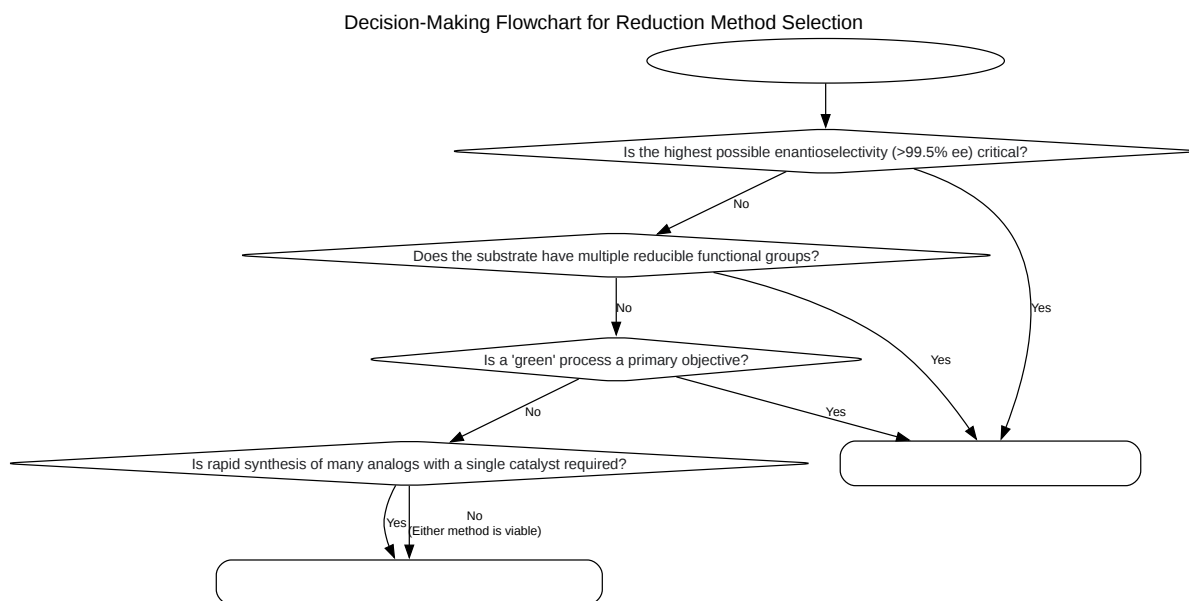 Decision-Making Flowchart for Reduction Method Selection
Is the highest possible enantioselectivity (>99.5% ee) critical?
No
Does the substrate have multiple reducible functional groups?
No
Yes
Is a 'green' process a primary objective?
Yes
No
Yes
Is rapid synthesis of many analogs with a single catalyst required?
Yes
No
(Either method is viable)